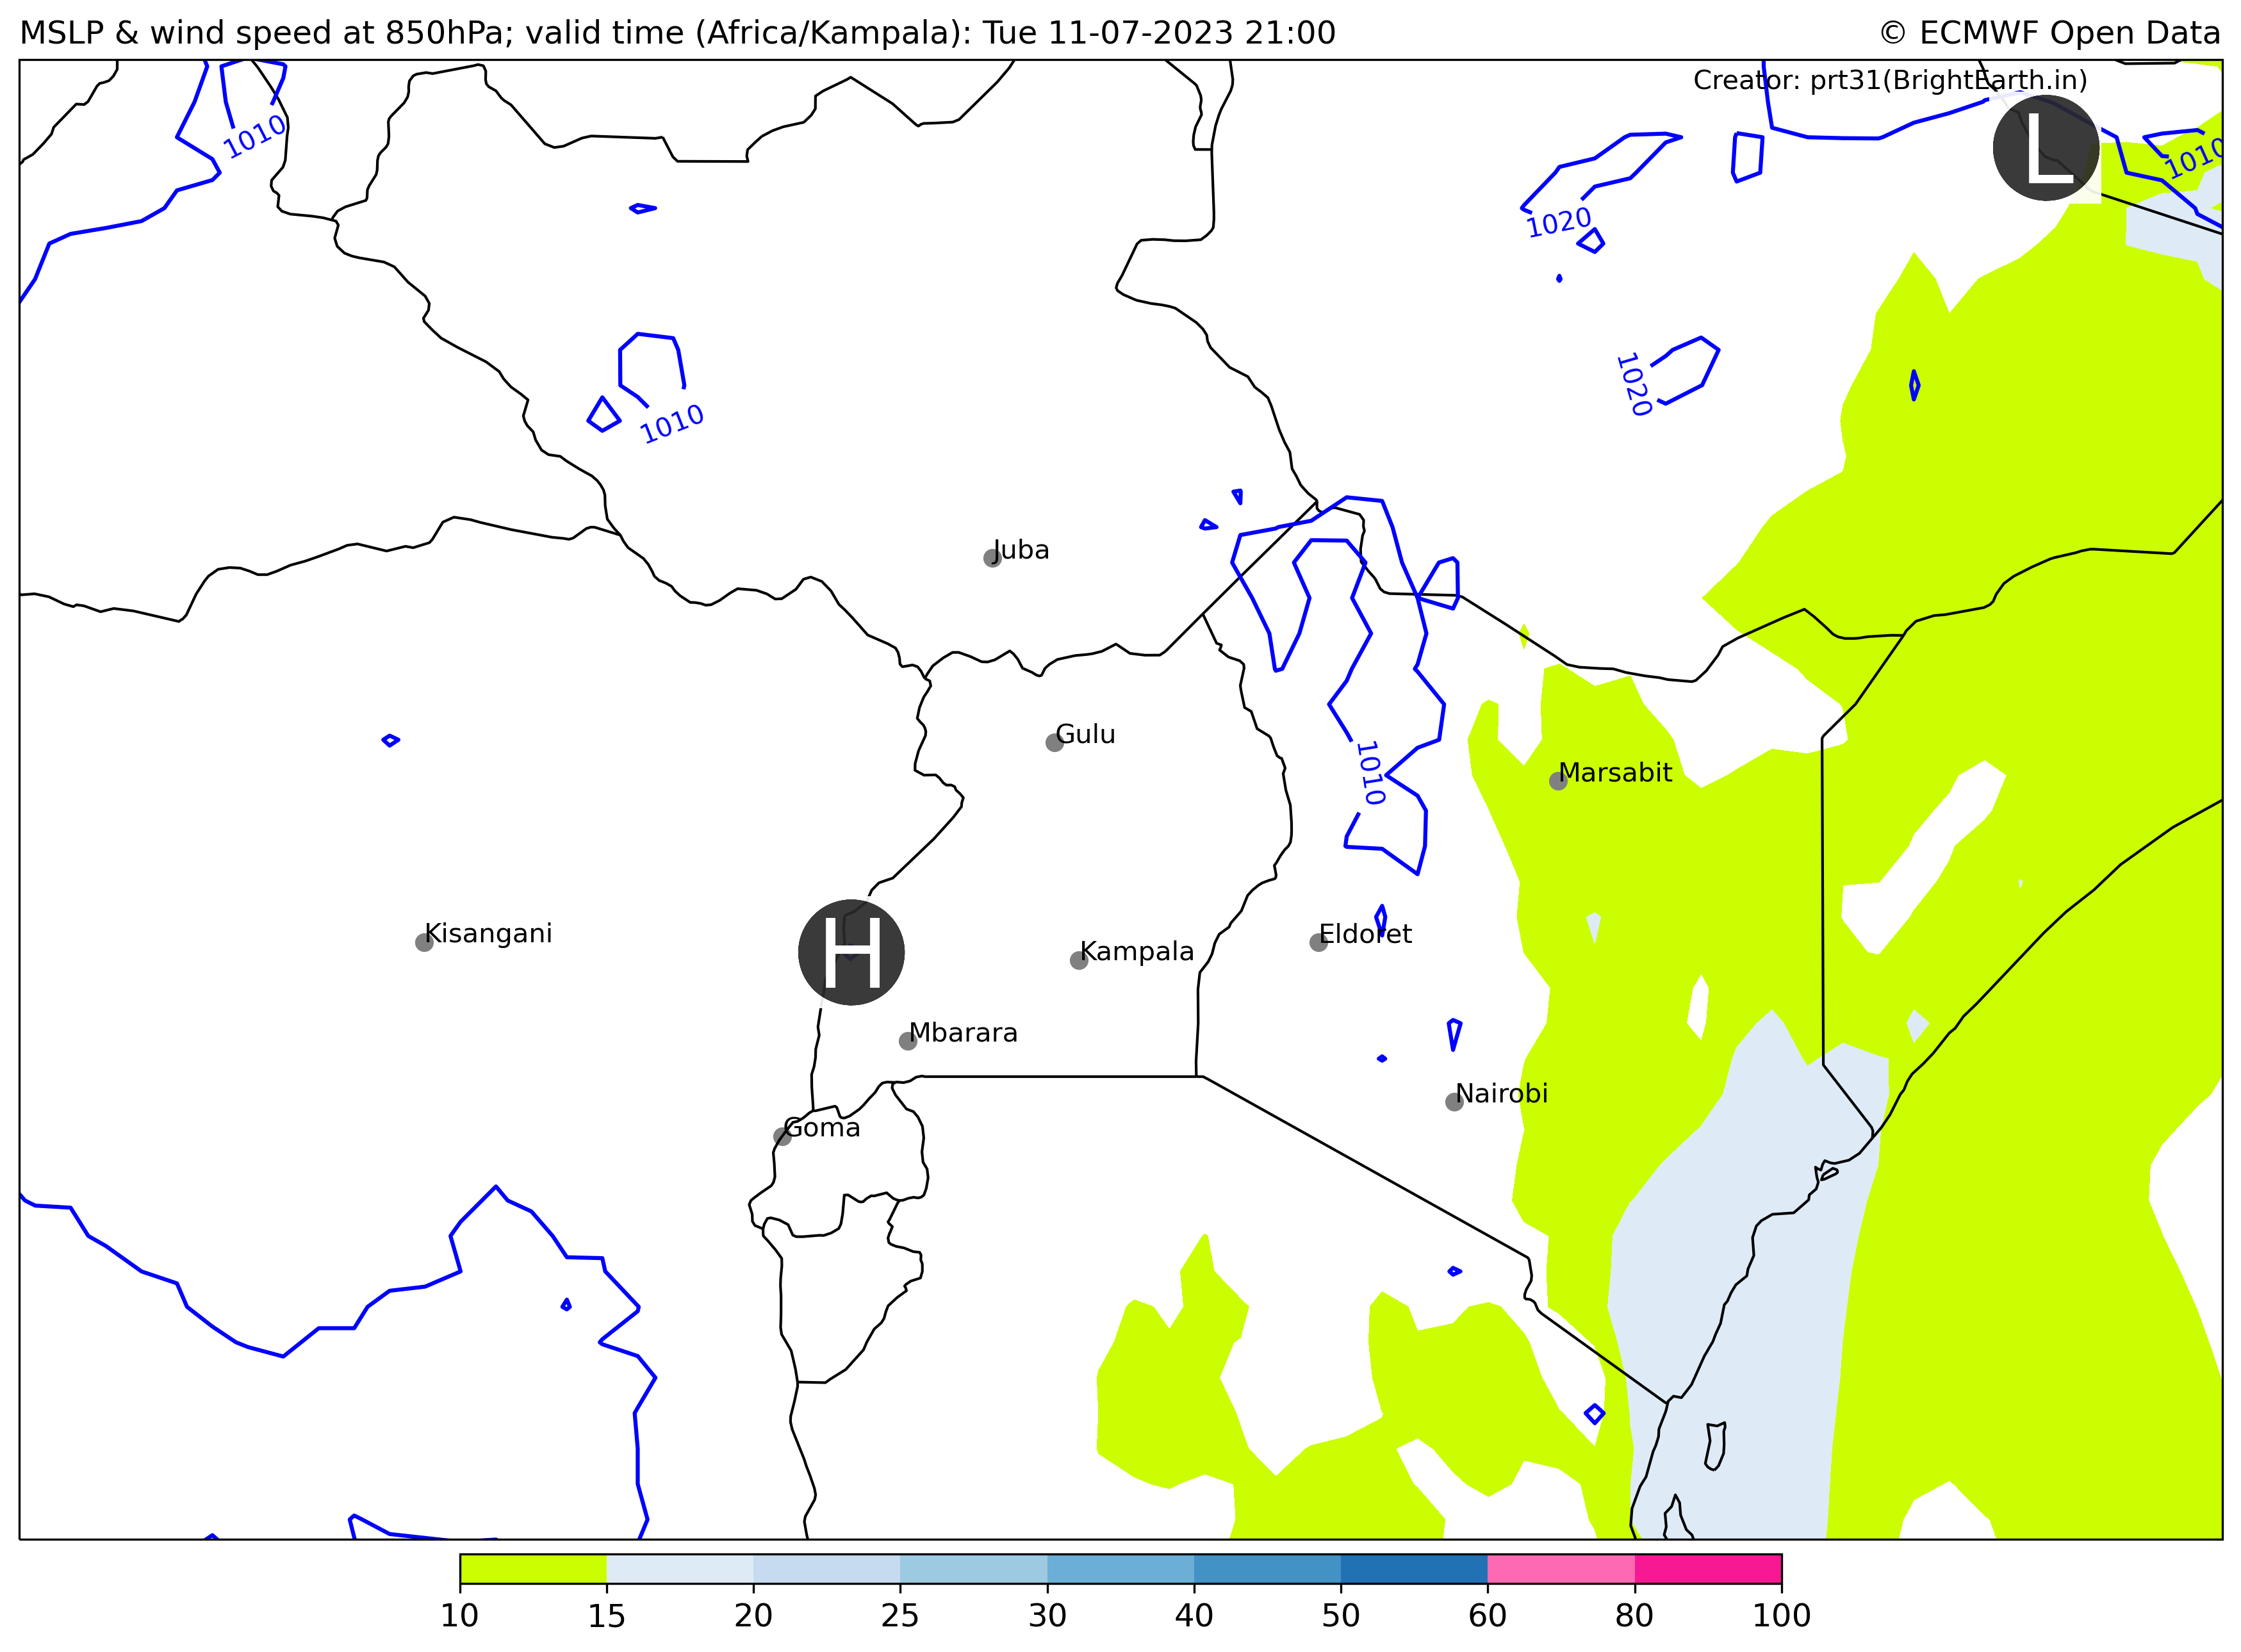 MSLP & wind speed at 850hPa; valid time (Africa/Kampala): Tue 11-07-2023 21:00
© ECMWF Open Data
Creator: prt31(BrightEarth.in)
1010
L
1010
1020
1020
1010
Juba
Gulu
1010
Marsabit
Kisangani
H
Kampala
Eldoret
Mbarara
Nairobi
Goma
10 15 20 25 30 40 50 60 80 100